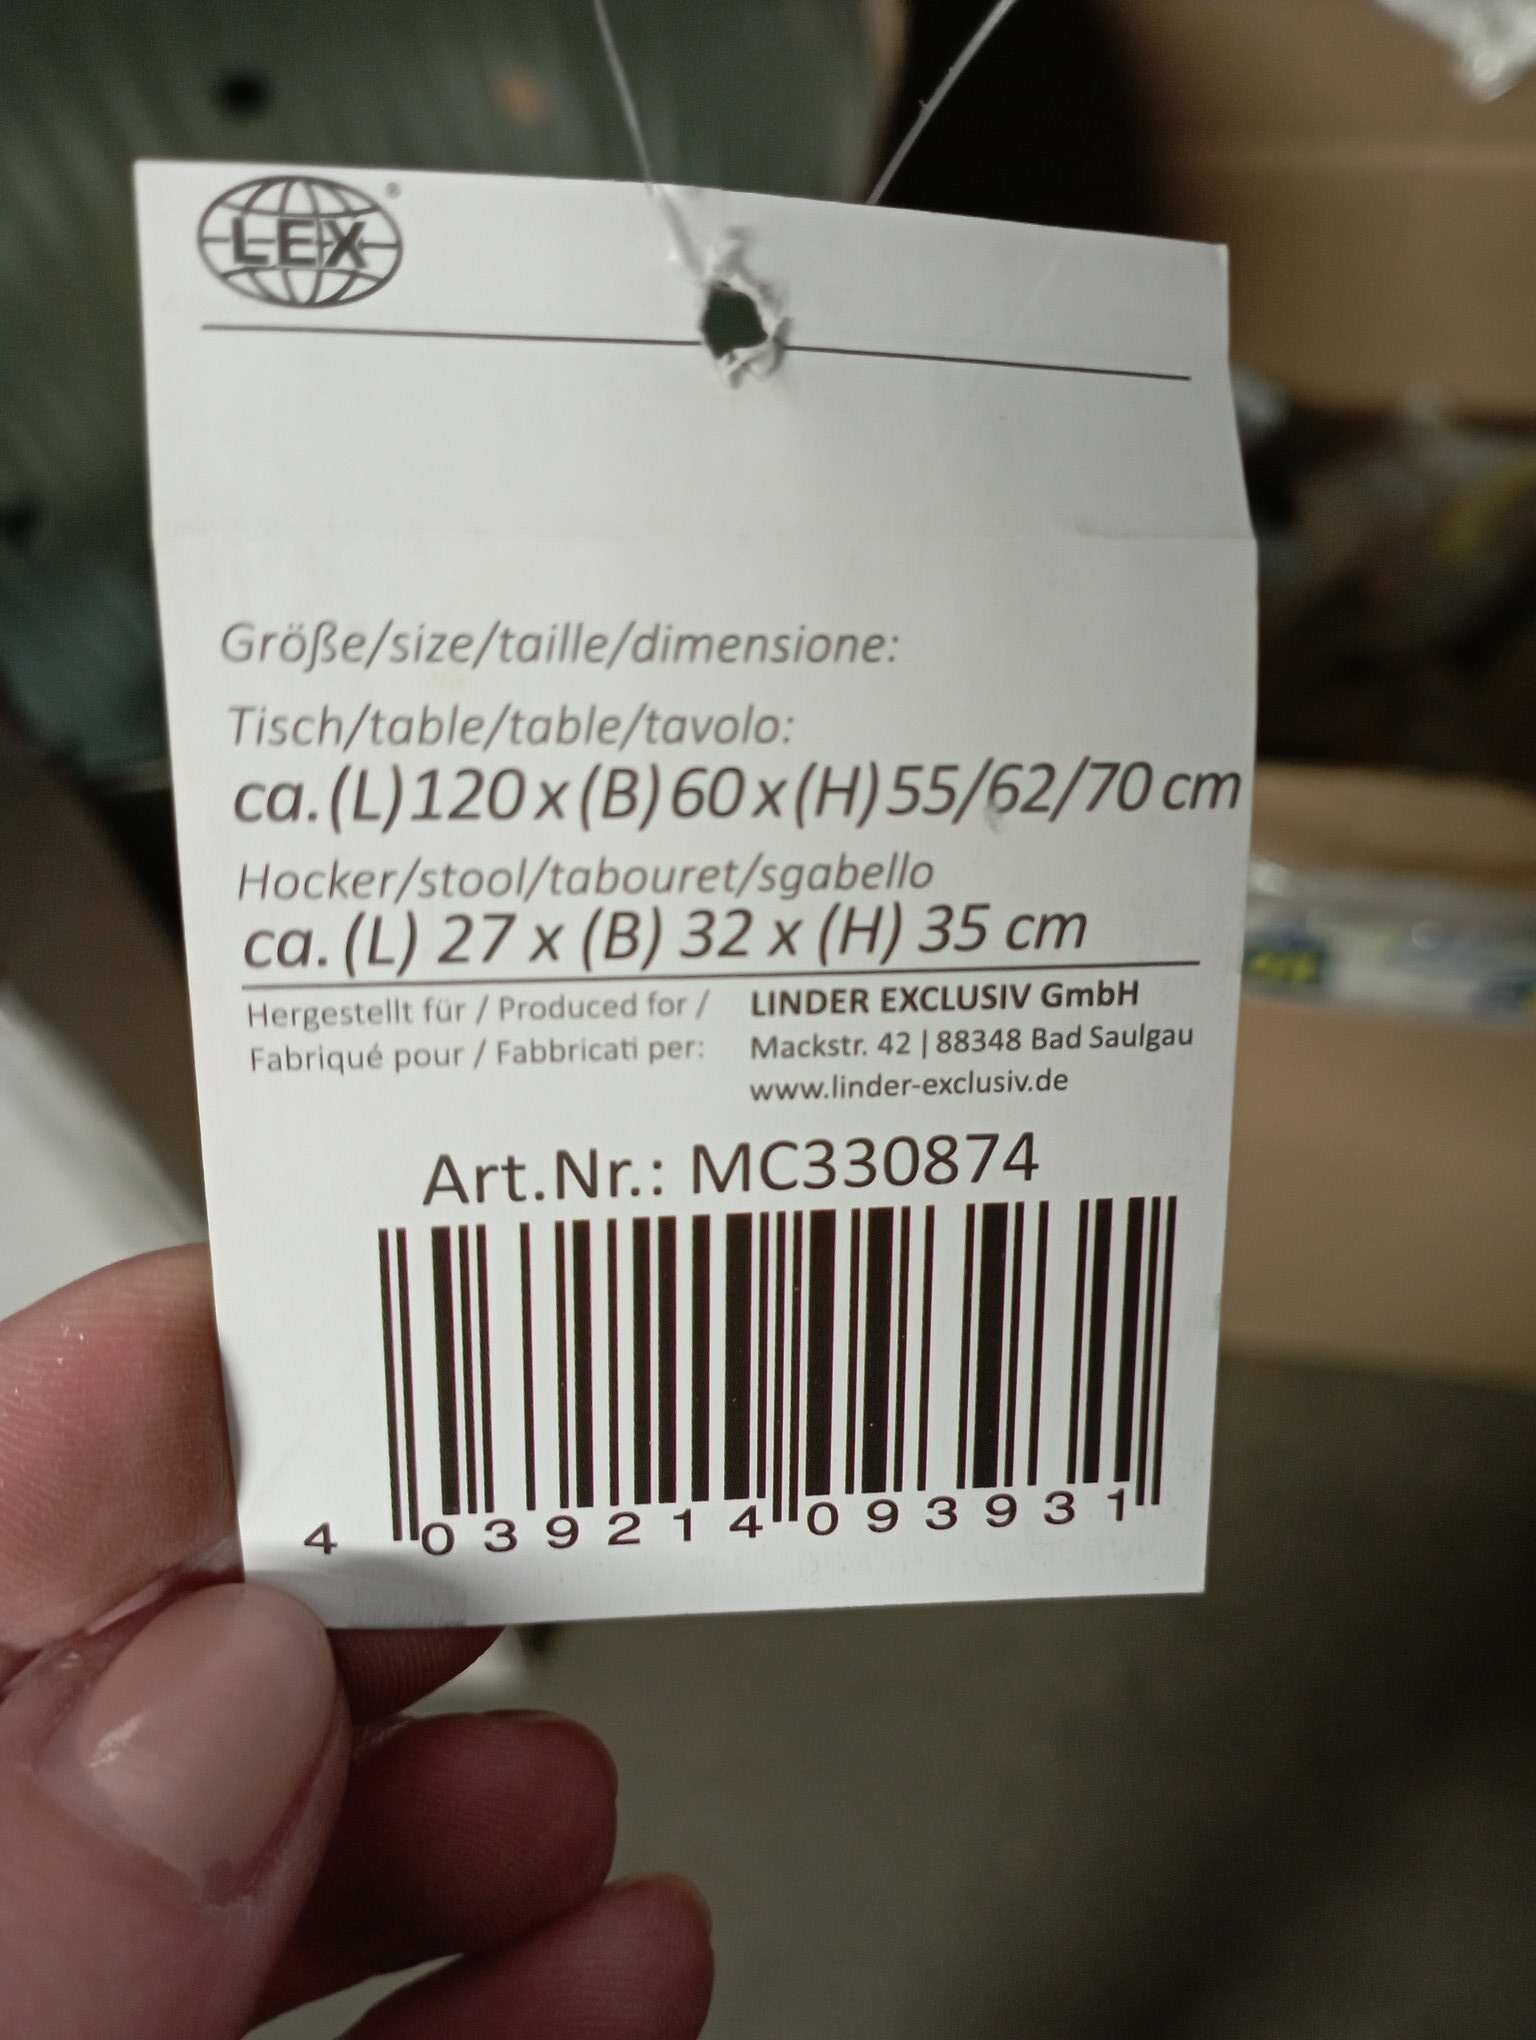 LEX®
Größe/size/taille/dimensione:
Tisch/table/table/tavolo:
ca. (L) 120 x (B) 60 x (H) 55/62/70 cm
Hocker/stool/tabouret/sgabello
ca. (L) 27 x (B) 32 x (H) 35 cm
Hergestellt für / Produced for / LINDER EXCLUSIV GmbH
Fabriqué pour / Fabbricati per: Mackstr. 42 | 88348 Bad Saulgau
www.linder-exclusiv.de
Art.Nr.: MC330874
4 039214 093931